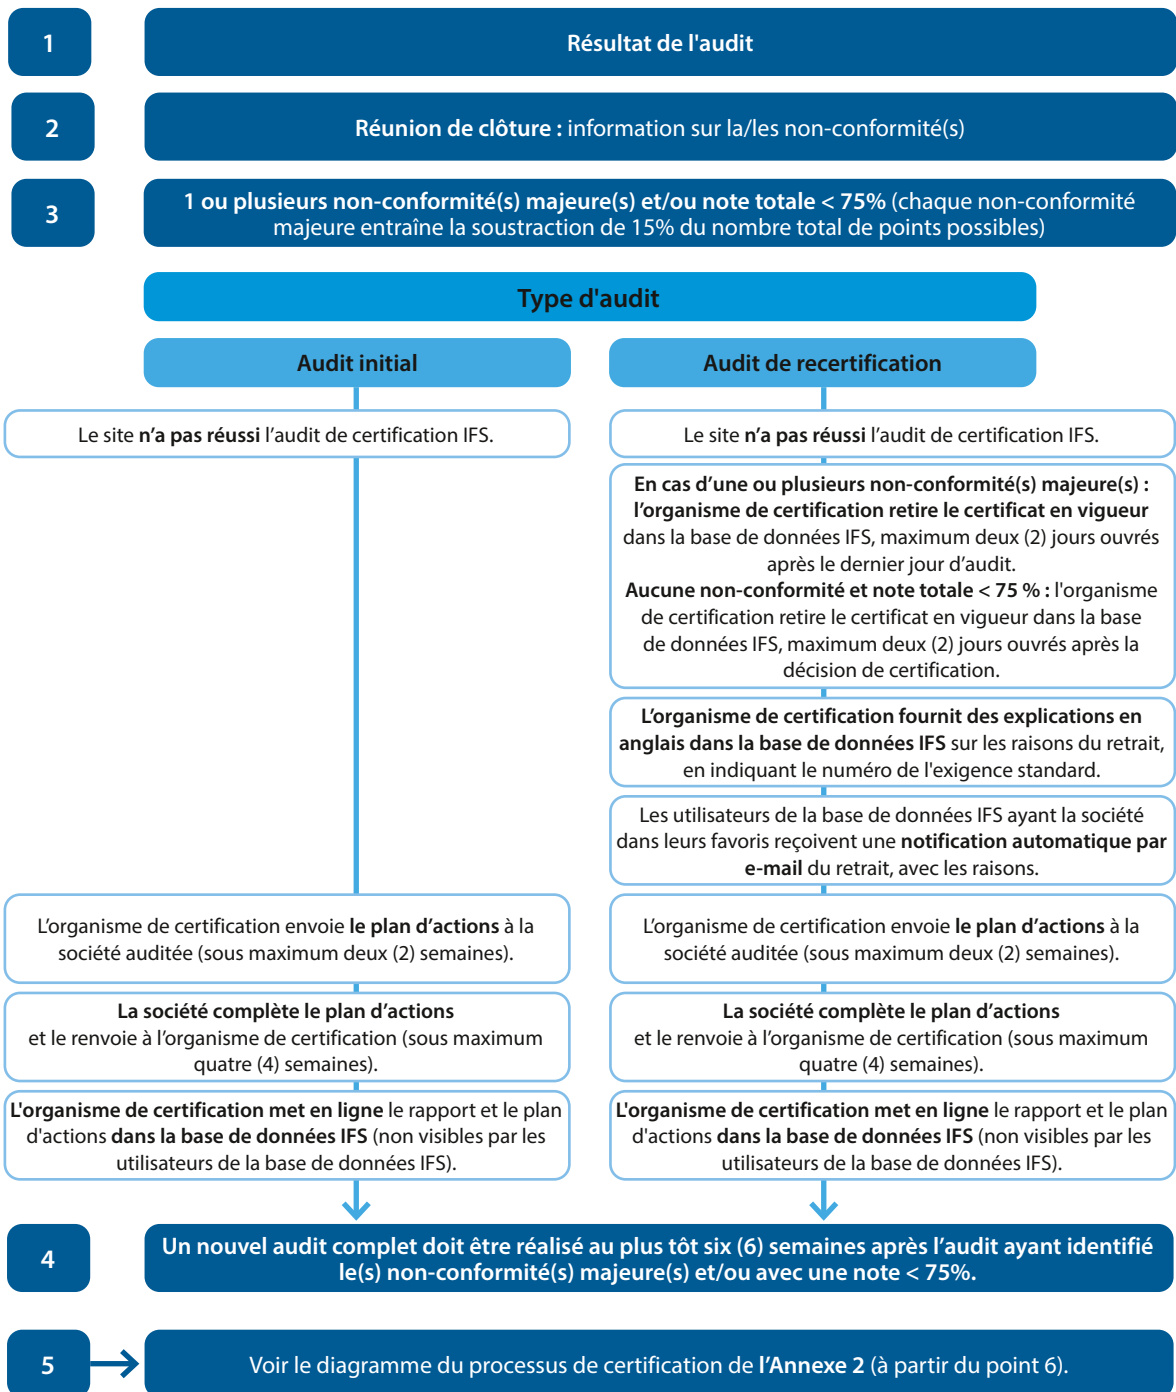 1
Résultat de l'audit
2
Réunion de clôture : information sur la/les non-conformité(s)
3
1 ou plusieurs non-conformité(s) majeure(s) et/ou note totale < 75% (chaque non-conformité
majeure entraîne la soustraction de 15% du nombre total de points possibles)
Type d'audit
Audit initial
Le site n’a pas réussi l’audit de certification IFS.
L’organisme de certification envoie le plan d’actions à la
société auditée (sous maximum deux (2) semaines).
La société complète le plan d’actions
et le renvoie à l’organisme de certification (sous maximum
quatre (4) semaines).
L'organisme de certification met en ligne le rapport et le plan
d'actions dans la base de données IFS (non visibles par les
utilisateurs de la base de données IFS).
Audit de recertification
Le site n’a pas réussi l’audit de certification IFS.
En cas d’une ou plusieurs non-conformité(s) majeure(s) :
l’organisme de certification retire le certificat en vigueur
dans la base de données IFS, maximum deux (2) jours ouvrés
après le dernier jour d’audit.
Aucune non-conformité et note totale < 75 % : l'organisme
de certification retire le certificat en vigueur dans la base
de données IFS, maximum deux (2) jours ouvrés après la
décision de certification.
L’organisme de certification fournit des explications en
anglais dans la base de données IFS sur les raisons du retrait,
en indiquant le numéro de l'exigence standard.
Les utilisateurs de la base de données IFS ayant la société
dans leurs favoris reçoivent une notification automatique par
e-mail du retrait, avec les raisons.
L’organisme de certification envoie le plan d’actions à la
société auditée (sous maximum deux (2) semaines).
La société complète le plan d’actions
et le renvoie à l’organisme de certification (sous maximum
quatre (4) semaines).
L'organisme de certification met en ligne le rapport et le plan
d'actions dans la base de données IFS (non visibles par les
utilisateurs de la base de données IFS).
4
Un nouvel audit complet doit être réalisé au plus tôt six (6) semaines après l’audit ayant identifié
le(s) non-conformité(s) majeure(s) et/ou avec une note < 75%.
5
Voir le diagramme du processus de certification de l’Annexe 2 (à partir du point 6).